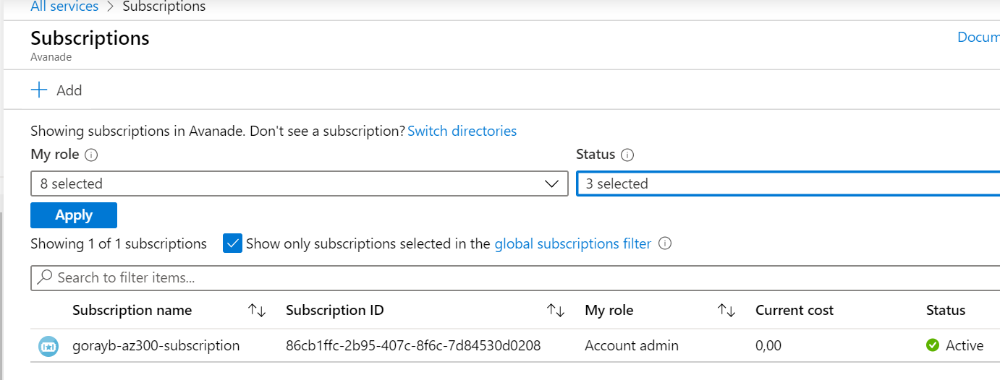 All services > Subscriptions
Subscriptions
Docum
Avanade
Add
Showing subscriptions in Avanade. Don't see a subscription? Switch directories
My role Status
8 selected 3 selected
Apply
Showing 1 of 1 subscriptions Show only subscriptions selected in the global subscriptions filter
Search to filter items...
Subscription name Subscription ID My role Current cost Status
gorayb-az300-subscription 86cb1ffc-2b95-407c-8f6c-7d84530d0208 Account admin 0,00 Active